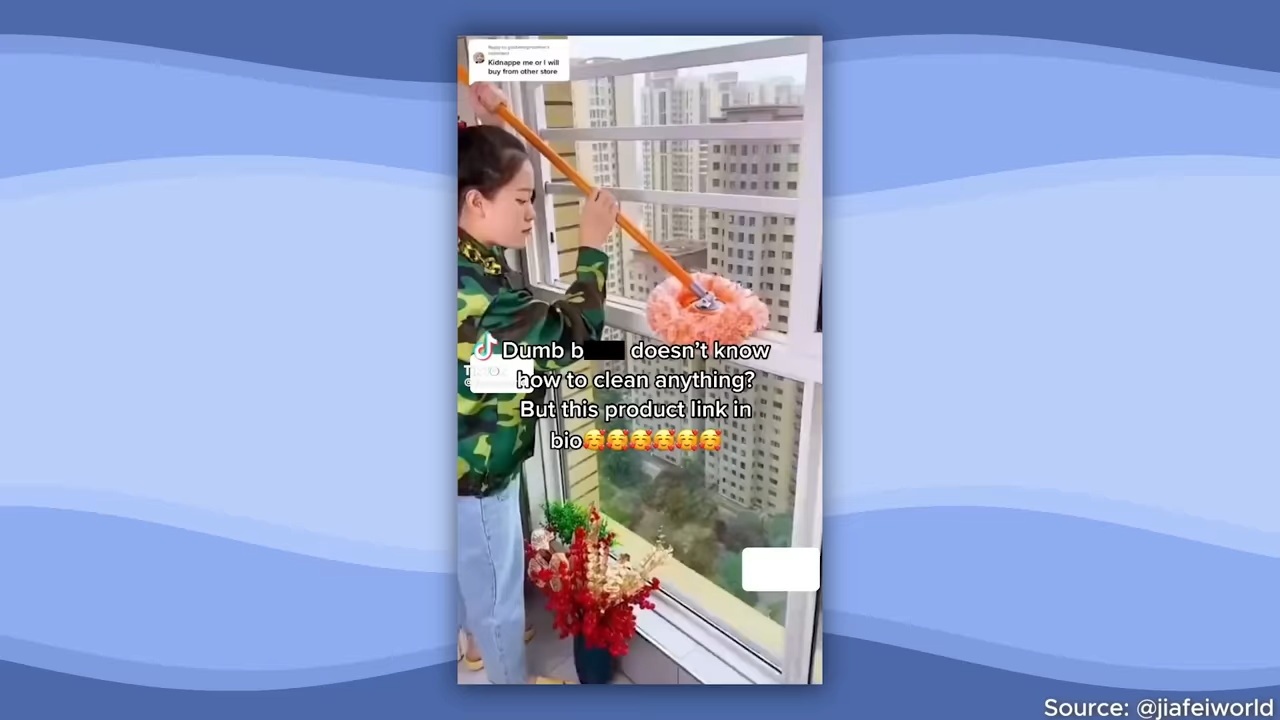 Kidnappe me or I will
buy from other store
Dumb b doesn't know
how to clean anything?
But this product link in
bio🥰🥰🥰🥰🥰🥰
Source: @jiafeiworld